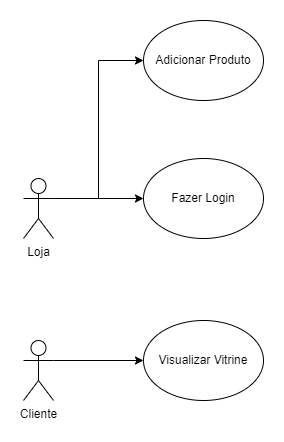 Adicionar Produto
Fazer Login
Loja
Visualizar Vitrine
Cliente